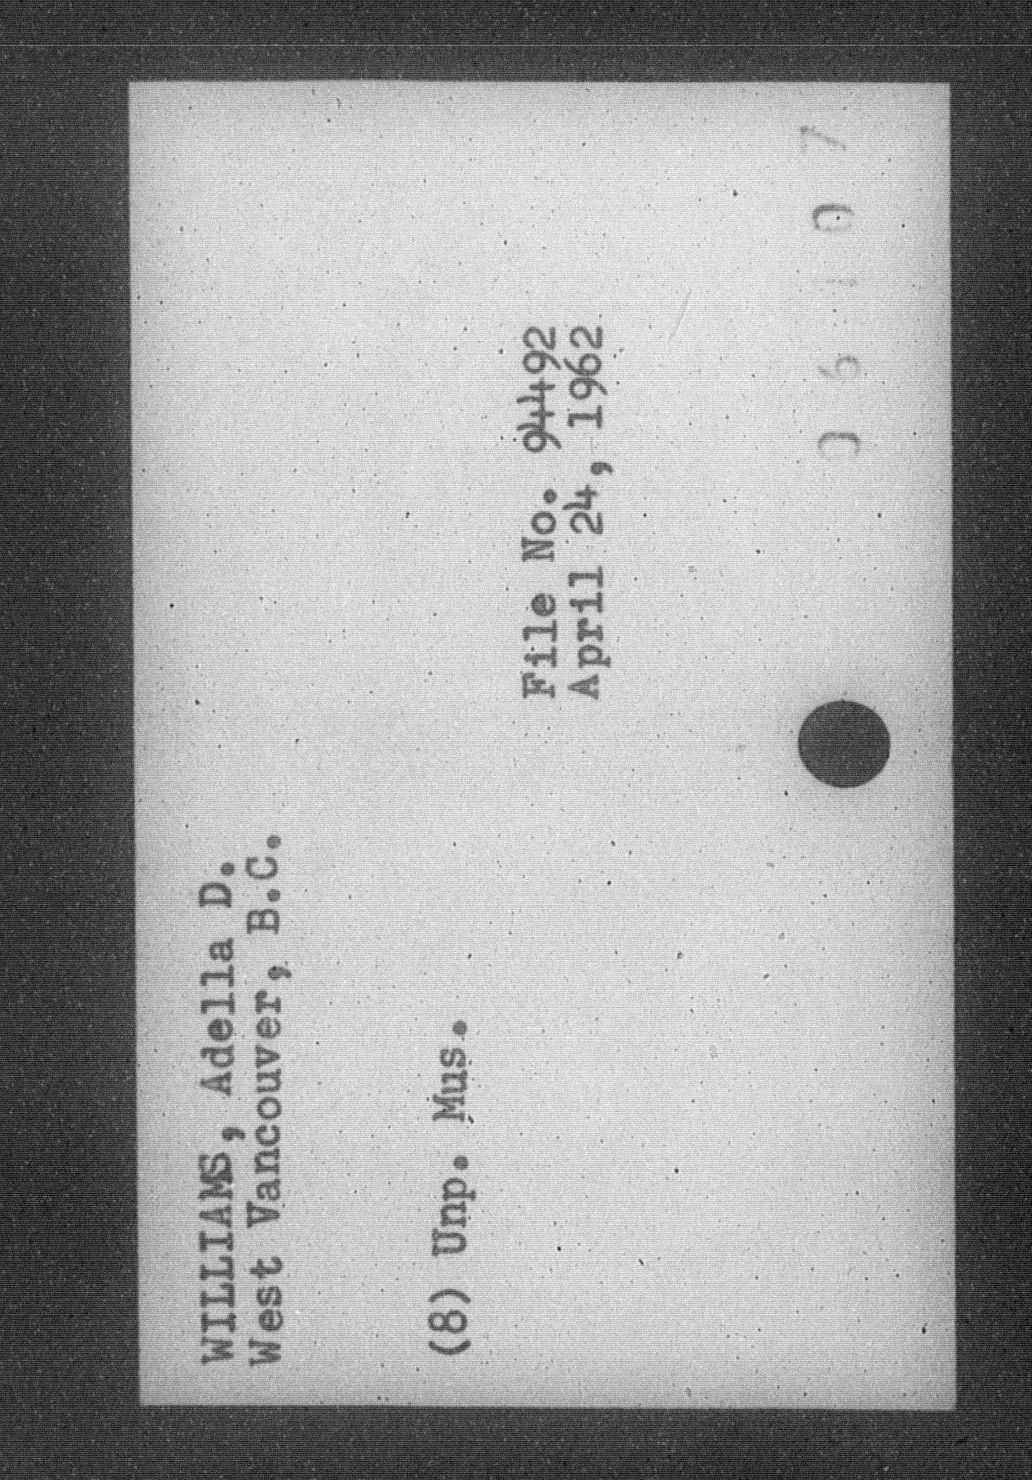 WILLIAMS, Adella D.
West Vancouver, B.C.
(8) Unp. Mus.
File No. 94492
April 24, 1962